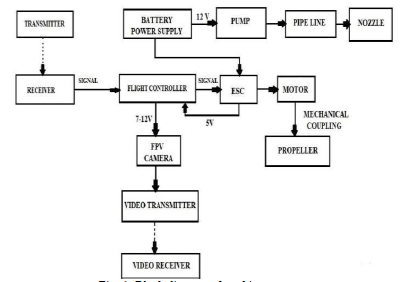 TRANSMITTER
BATTERY
POWER SUPPLY
12 V
PUMP
PIPE LINE
NOZZLE
RECEIVER
SIGNAL
FLIGHT CONTROLLER
SIGNAL
ESC
MOTOR
7-12V
5V
MECHANICAL
COUPLING
FPV
CAMERA
PROPELLER
VIDEO TRANSMITTER
VIDEO RECEIVER